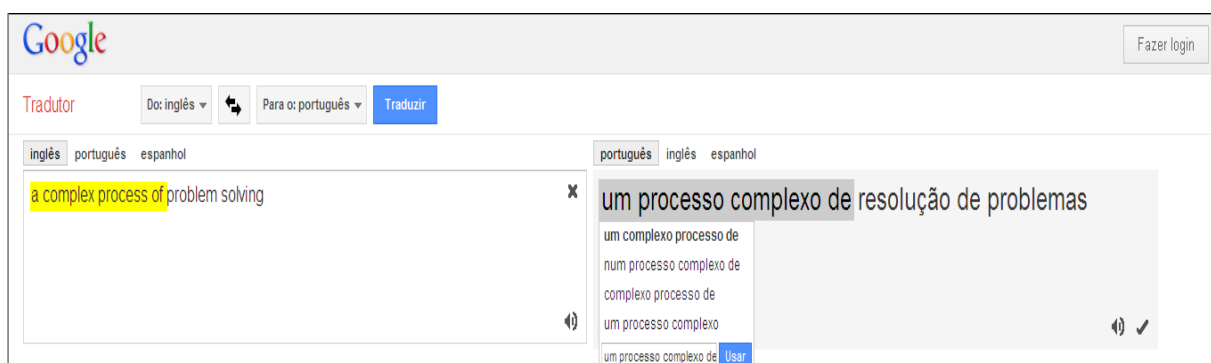 Google
Fazer login
Tradutor
Do: inglês
Para o: português
Traduzir
inglês português espanhol
a complex process of problem solving
português inglês espanhol
um processo complexo de resolução de problemas
um complexo processo de
num processo complexo de
complexo processo de
um processo complexo
um processo complexo de Usar